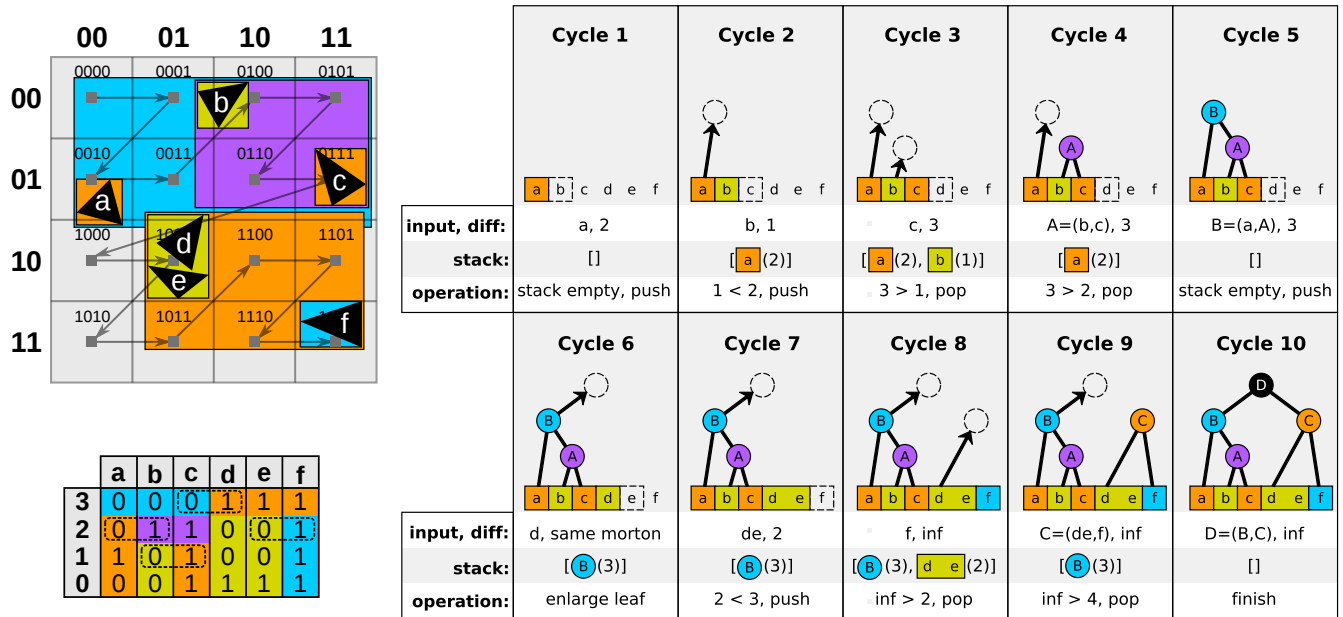 00 01 10 11
0000 0001 0100 0101
00
b
0010 0011 0110 0111
01
a
c
1000 1100 1101
10
d
e
1010 1011 1110
11
f
a b c d e f
3 0 0 0 1 1 1
2 0 1 1 0 0 1
1 1 0 1 0 0 1
0 0 0 1 1 1 1
Cycle 1 Cycle 2 Cycle 3 Cycle 4 Cycle 5
B
A A
a b c d e f a b c d e f a b c d e f a b c d e f a b c d e f
input, diff: a, 2 b, 1 c, 3 A=(b,c), 3 B=(a,A), 3
stack: [] [a(2)] [a(2), b(1)] [a(2)] []
operation: stack empty, push 1 < 2, push 3 > 1, pop 3 > 2, pop stack empty, push
Cycle 6 Cycle 7 Cycle 8 Cycle 9 Cycle 10
D
B B B B C B C
A A A A A
a b c d e f a b c d e f a b c d e f a b c d e f a b c d e f
input, diff: d, same morton de, 2 f, inf C=(de,f), inf D=(B,C), inf
stack: [B(3)] [B(3)] [B(3), d e(2)] [B(3)] []
operation: enlarge leaf 2 < 3, push inf > 2, pop inf > 4, pop finish